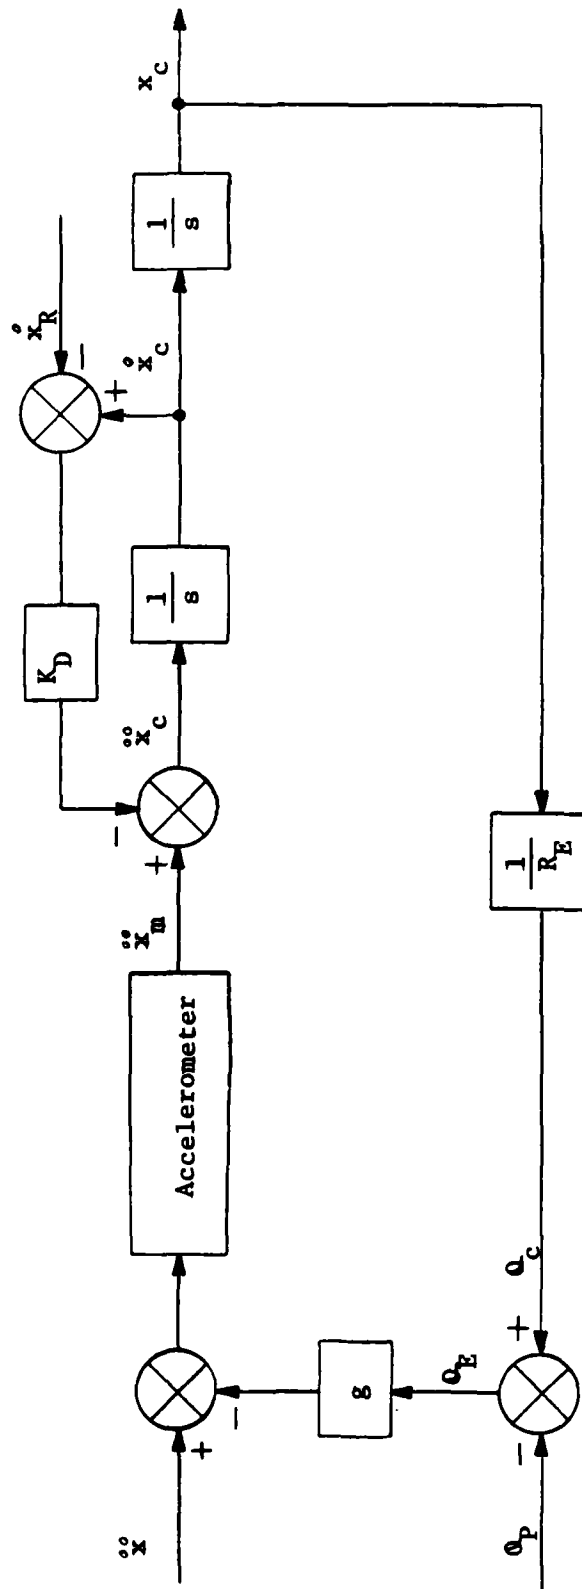 K_D
ẋ_R
−
+
ẍ
+
−
Accelerometer
ẍ_m
+
−
ẍ_c
1/s
ẋ_c
1/s
x_c
g
θ_E
θ_P
−
+
θ_c
1/R_E